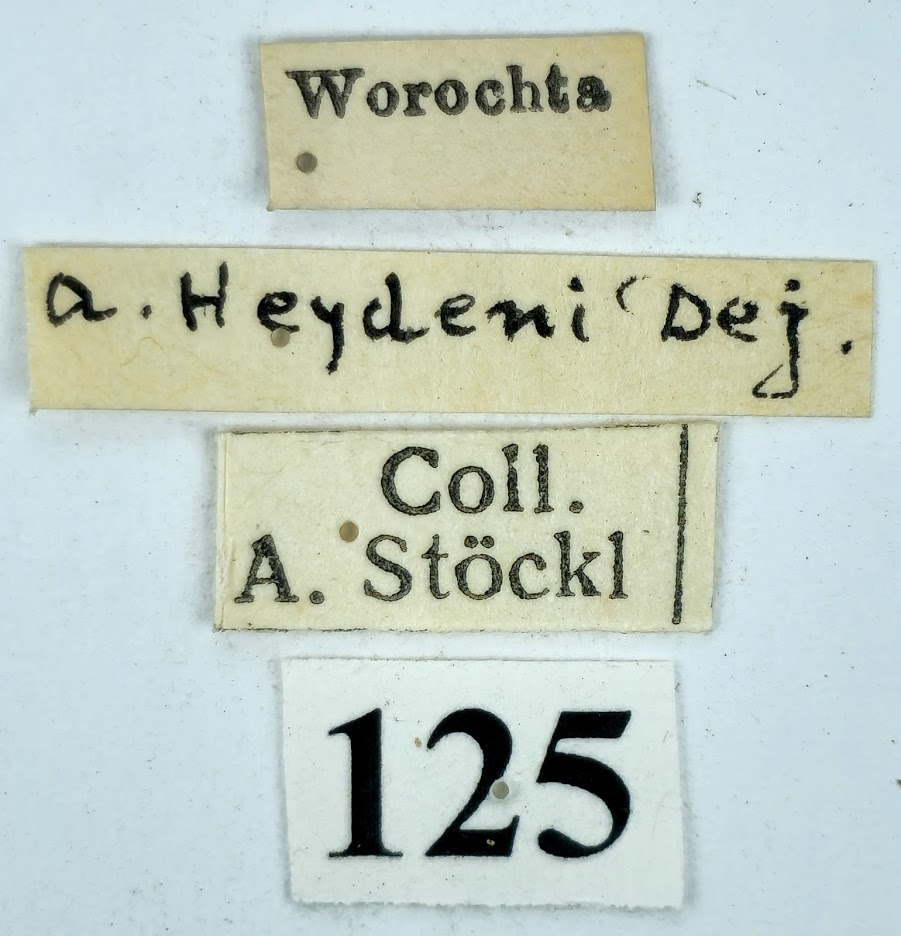 Worochta
a. Heydeni Dej.
Coll.
A. Stöckl
125